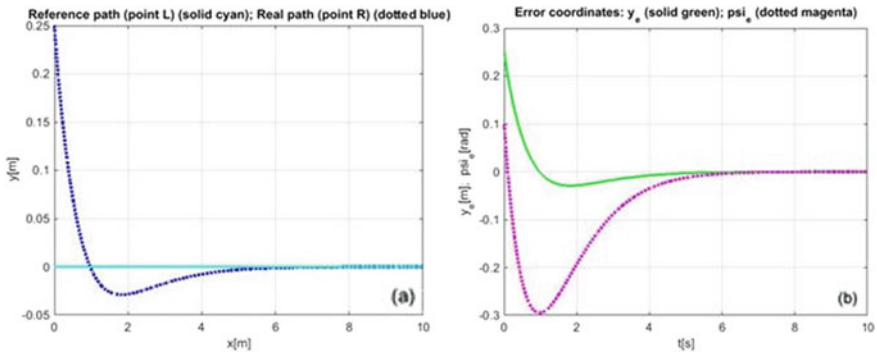 Reference path (point L) (solid cyan); Real path (point R) (dotted blue)
0.25
0.2
0.15
0.1
0.05
0
-0.05
y[m]
0 2 4 6 8 10
x[m]
(a)
Error coordinates: y_e (solid green); psi_e (dotted magenta)
0.3
0.2
0.1
0
-0.1
-0.2
-0.3
y_e[m]. psi_e[rad]
0 2 4 6 8 10
t[s]
(b)